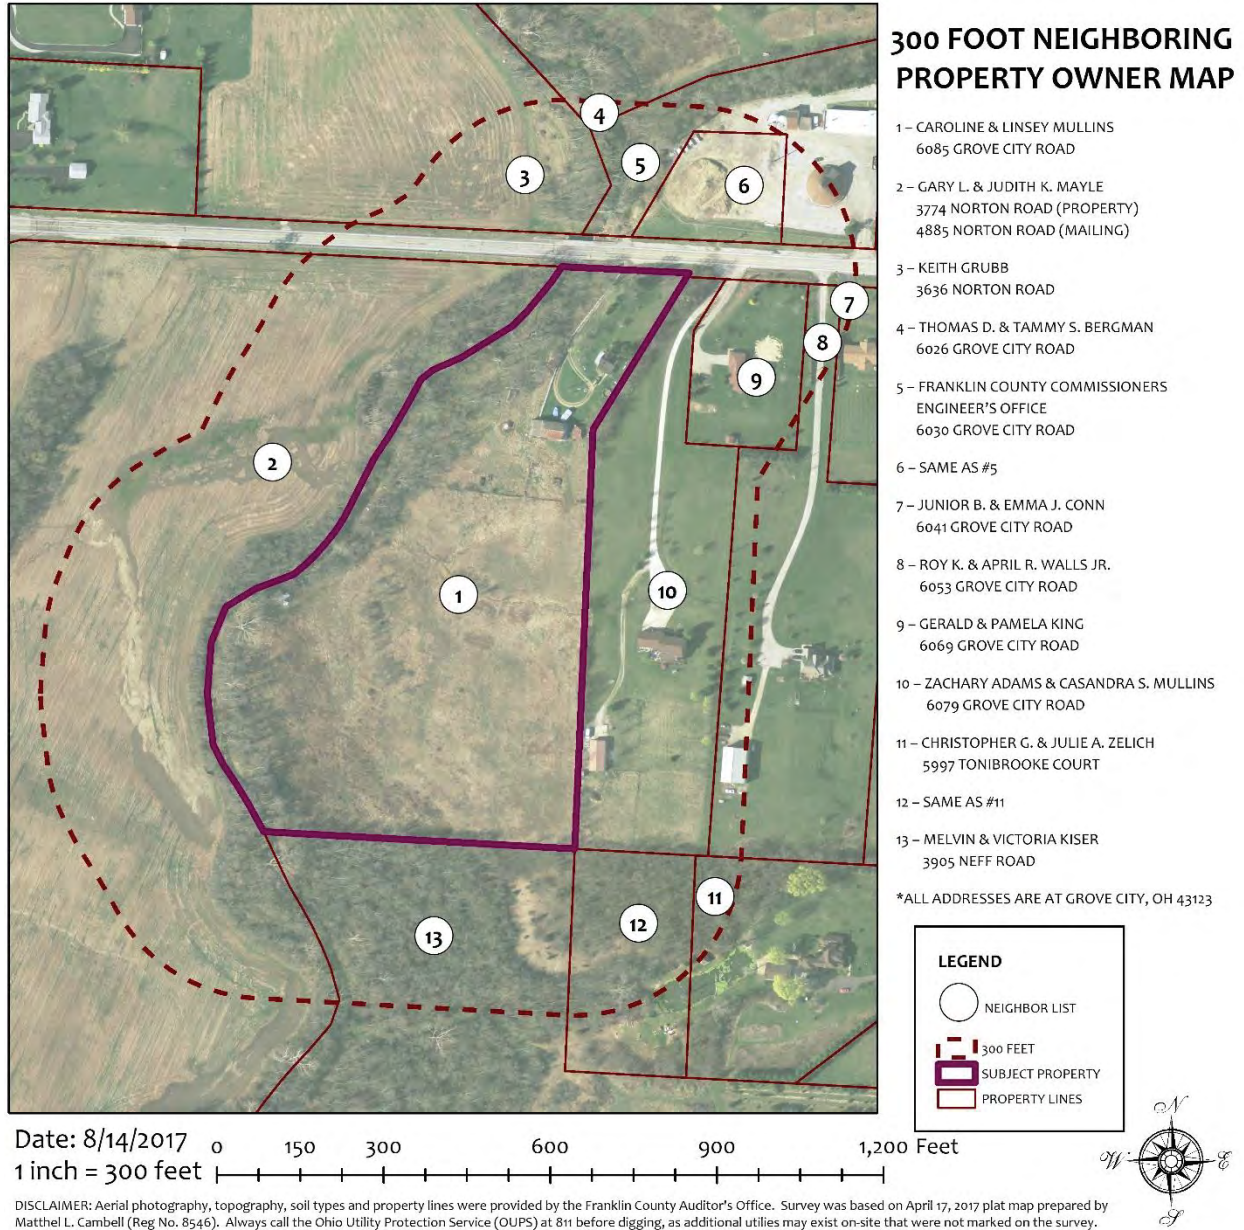 300 FOOT NEIGHBORING
PROPERTY OWNER MAP
1 – CAROLINE & LINSEY MULLINS
6085 GROVE CITY ROAD
2 – GARY L. & JUDITH K. MAYLE
3774 NORTON ROAD (PROPERTY)
4885 NORTON ROAD (MAILING)
3 – KEITH GRUBB
3636 NORTON ROAD
4 – THOMAS D. & TAMMY S. BERGMAN
6026 GROVE CITY ROAD
5 – FRANKLIN COUNTY COMMISSIONERS
ENGINEER'S OFFICE
6030 GROVE CITY ROAD
6 – SAME AS #5
7 – JUNIOR B. & EMMA J. CONN
6041 GROVE CITY ROAD
8 – ROY K. & APRIL R. WALLS JR.
6053 GROVE CITY ROAD
9 – GERALD & PAMELA KING
6069 GROVE CITY ROAD
10 – ZACHARY ADAMS & CASANDRA S. MULLINS
6079 GROVE CITY ROAD
11 – CHRISTOPHER G. & JULIE A. ZELICH
5997 TONIBROOKE COURT
12 – SAME AS #11
13 – MELVIN & VICTORIA KISER
3905 NEFF ROAD
*ALL ADDRESSES ARE AT GROVE CITY, OH 43123
LEGEND
NEIGHBOR LIST
300 FEET
SUBJECT PROPERTY
PROPERTY LINES
N
W
E
S
4
5
3
6
7
8
9
2
1
10
11
12
13
Date: 8/14/2017
1 inch = 300 feet
0 150 300 600 900 1,200 Feet
DISCLAIMER: Aerial photography, topography, soil types and property lines were provided by the Franklin County Auditor's Office. Survey was based on April 17, 2017 plat map prepared by
Matthel L. Cambell (Reg No. 8546). Always call the Ohio Utility Protection Service (OUPS) at 811 before digging, as additional utilies may exist on-site that were not marked on the survey.